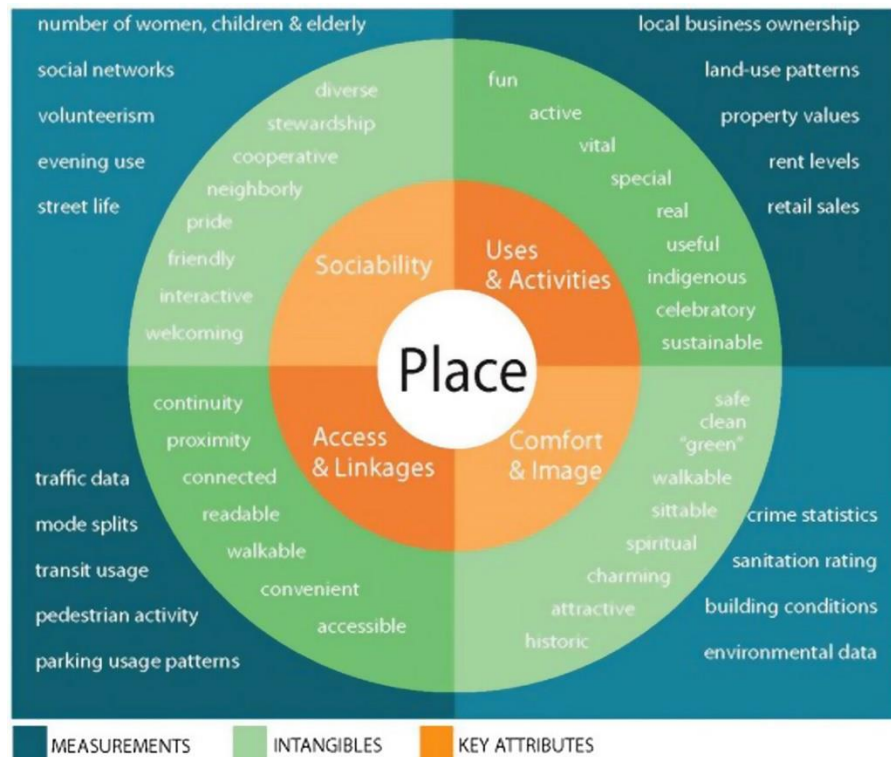 number of women, children & elderly
social networks
volunteerism
evening use
street life
diverse
stewardship
cooperative
neighborly
pride
friendly
interactive
welcoming
Sociability
fun
active
vital
special
real
useful
indigenous
celebratory
sustainable
Uses
& Activities
local business ownership
land-use patterns
property values
rent levels
retail sales
Place
continuity
proximity
connected
readable
walkable
convenient
accessible
Access
& Linkages
traffic data
mode splits
transit usage
pedestrian activity
parking usage patterns
Comfort
& Image
safe
clean
"green"
walkable
sittable
spiritual
charming
attractive
historic
crime statistics
sanitation rating
building conditions
environmental data
MEASUREMENTS
INTANGIBLES
KEY ATTRIBUTES